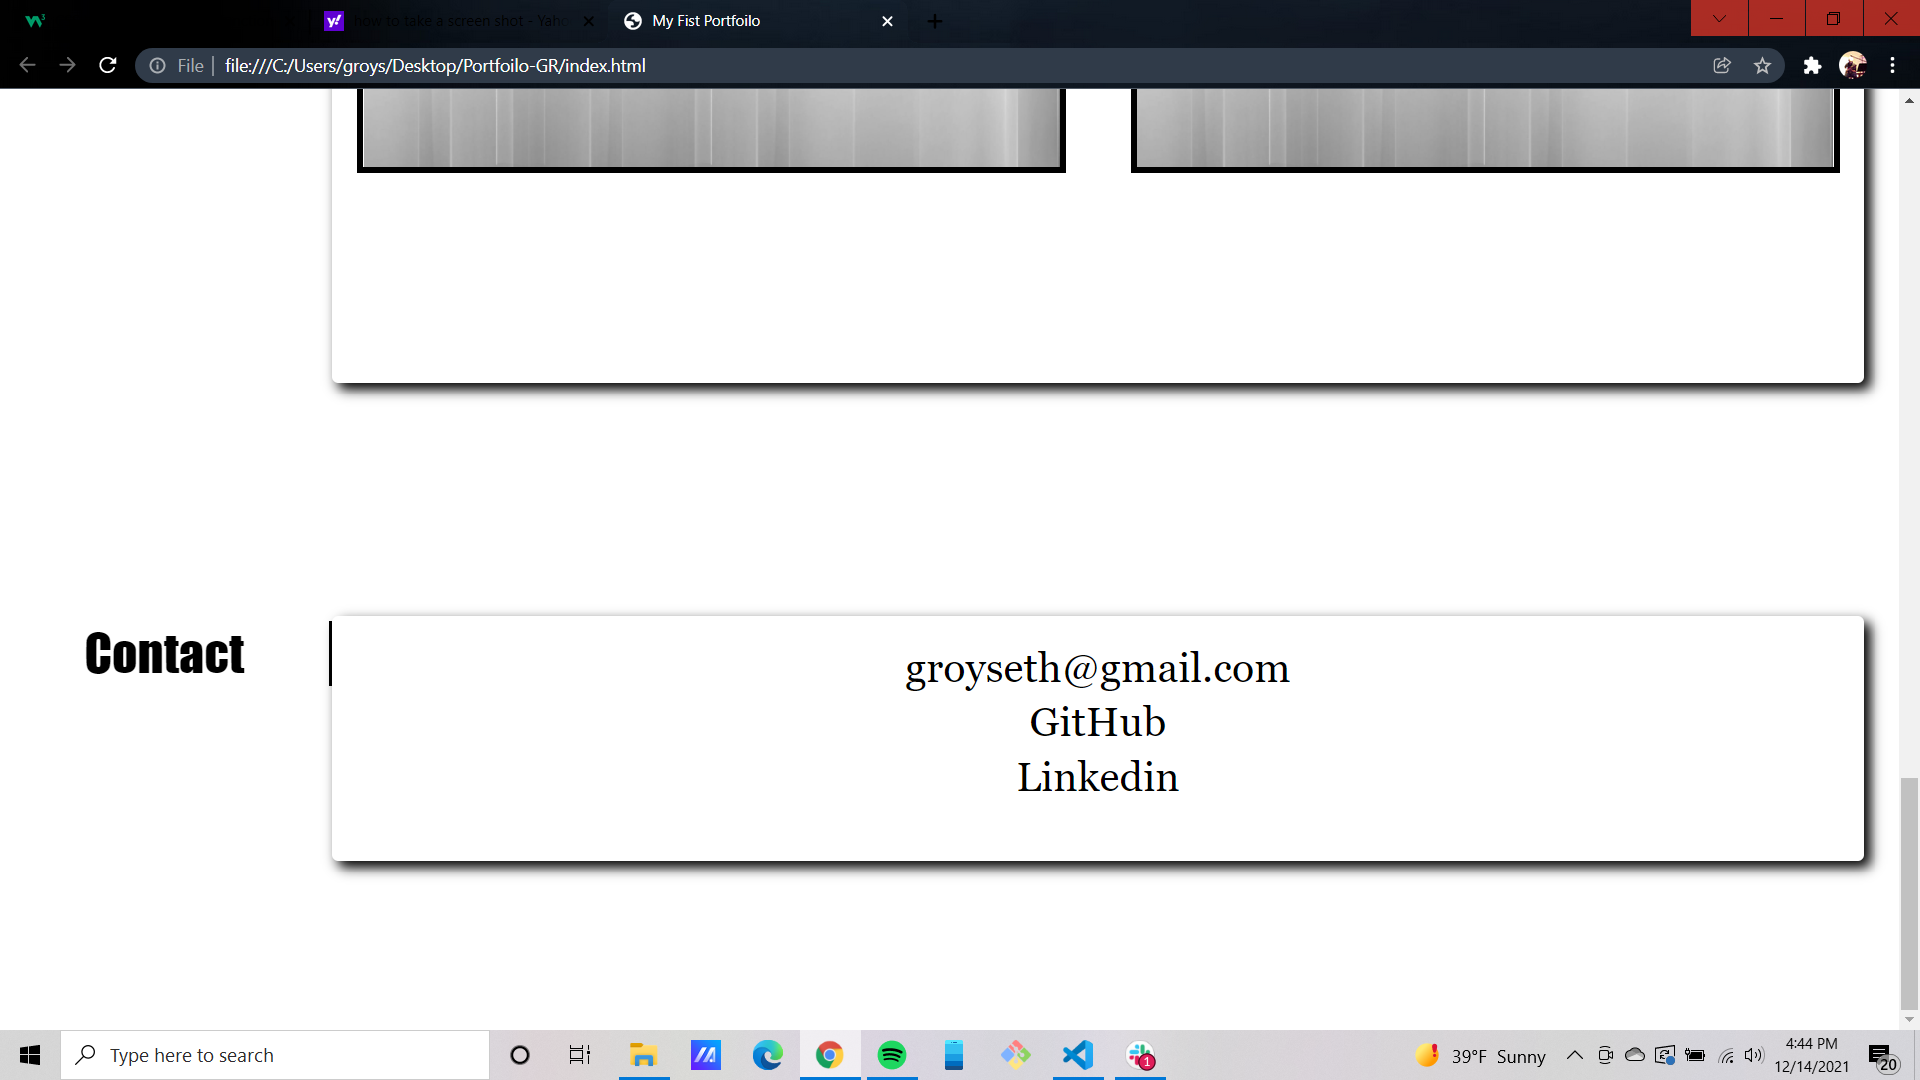 how to take a screen shot - Yaho
My Fist Portfoilo
File | file:///C:/Users/groys/Desktop/Portfoilo-GR/index.html
Contact
groyseth@gmail.com
GitHub
Linkedin
Type here to search
1
39°F Sunny
4:44 PM
12/14/2021
20